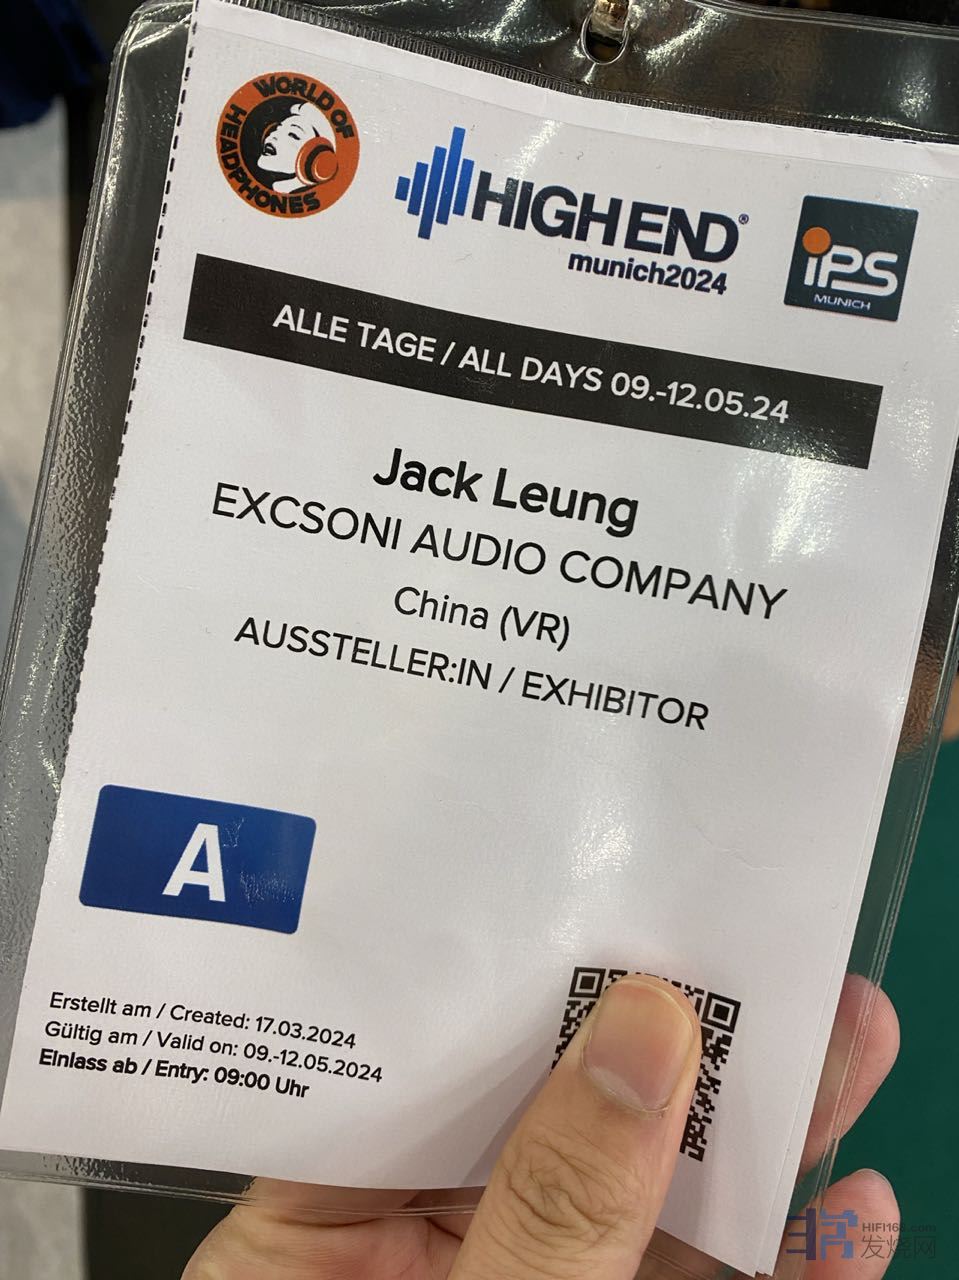 WORLD OF
HEADPHONES
HIGH END®
munich2024
iPS
MUNICH
ALLE TAGE / ALL DAYS 09.-12.05.24
Jack Leung
EXCSONI AUDIO COMPANY
China (VR)
AUSSTELLER:IN / EXHIBITOR
A
Erstellt am / Created: 17.03.2024
Gültig am / Valid on: 09.-12.05.2024
Einlass ab / Entry: 09:00 Uhr
HIFI168.com
发烧网